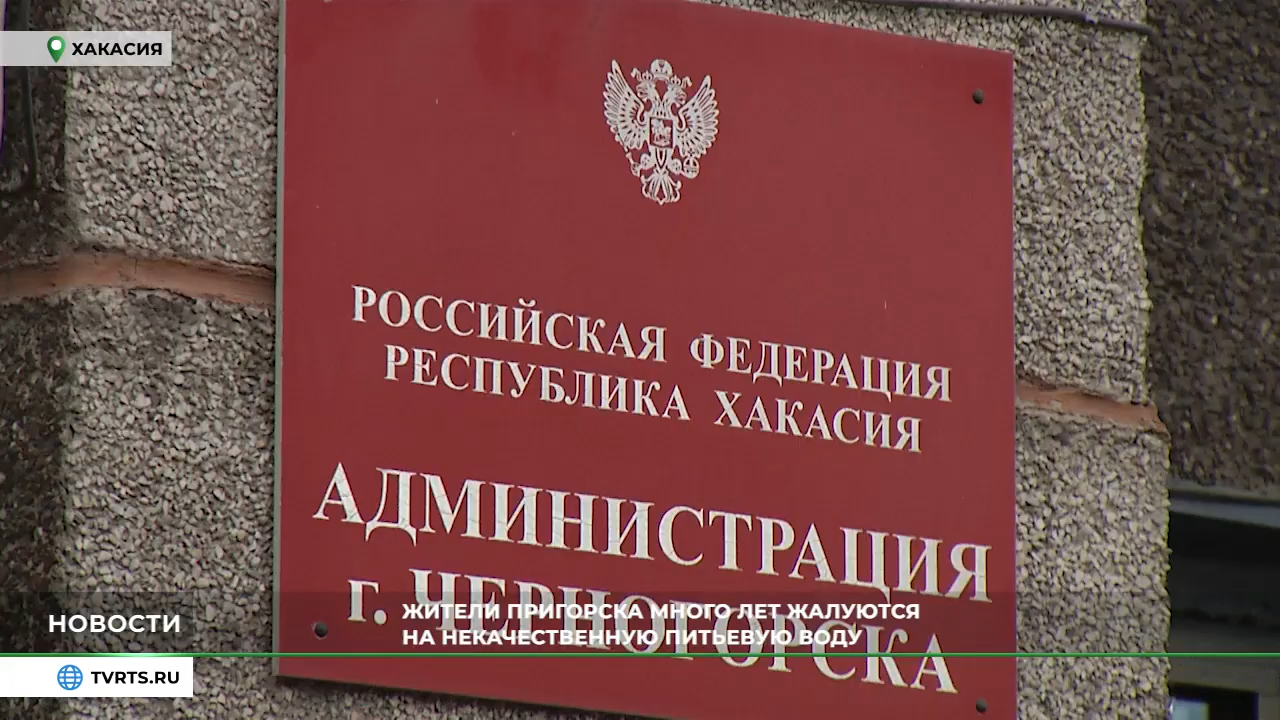 ХАКАСИЯ
РОССИЙСКАЯ ФЕДЕРАЦИЯ
РЕСПУБЛИКА ХАКАСИЯ
АДМИНИСТРАЦИЯ
г. ЧЕРНОГОРСКА
НОВОСТИ
ЖИТЕЛИ ПРИГОРСКА МНОГО ЛЕТ ЖАЛУЮТСЯ
НА НЕКАЧЕСТВЕННУЮ ПИТЬЕВУЮ ВОДУ
TVRTS.RU